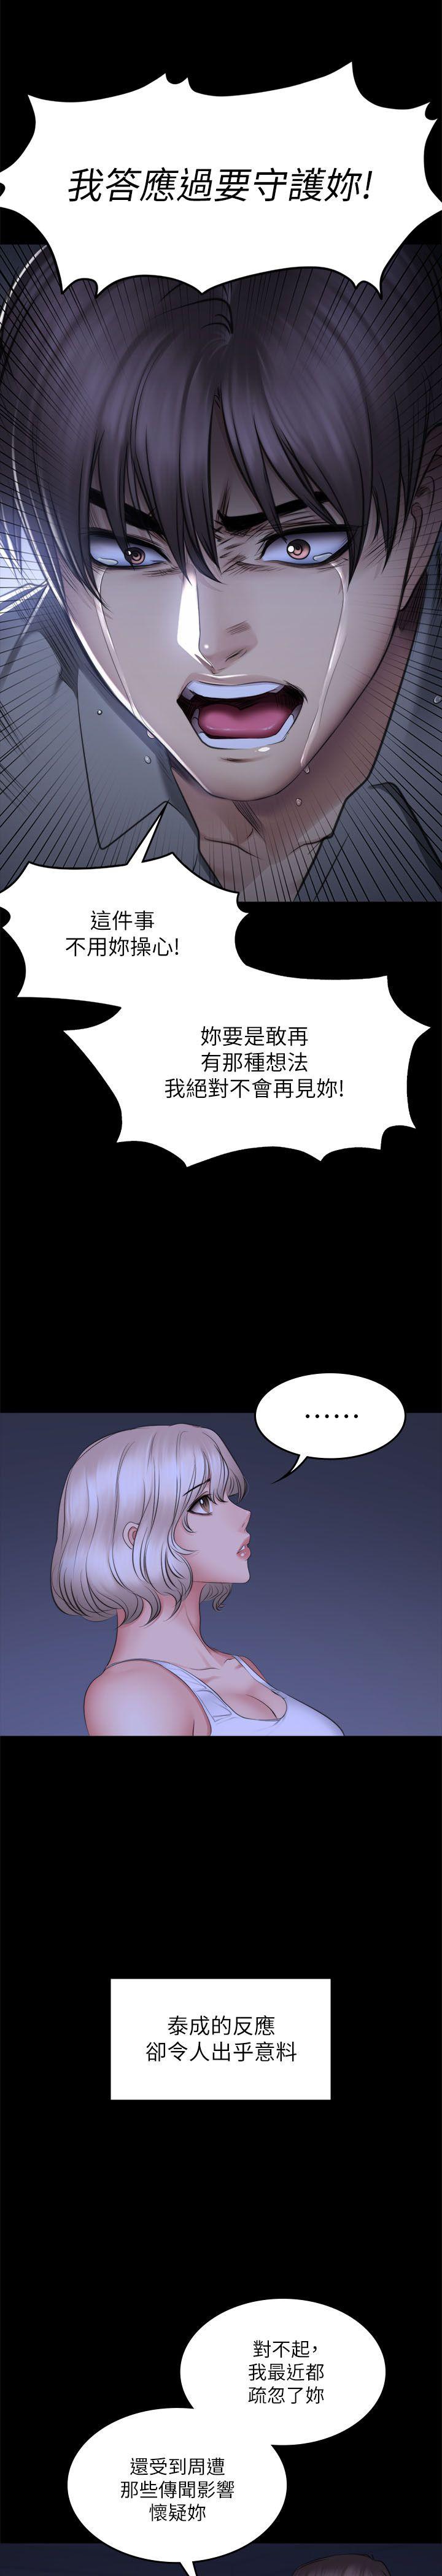 我答應過要守護妳!
這件事
不用妳操心!
妳要是敢再
有那種想法
我絕對不會再見妳!
······
泰成的反應
卻令人出乎意料
對不起，
我最近都
疏忽了妳
還受到周遭
那些傳聞影響
懷疑妳